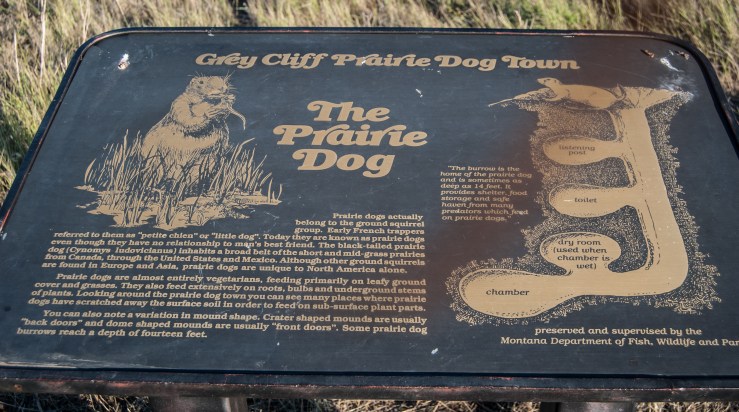 Grey Cliff Prairie Dog Town
The
Prairie
Dog
Prairie dogs actually
belong to the ground squirrel
group. Early French trappers
referred to them as "petite chien" or "little dog". Today they are known as prairie dogs
even though they have no relationship to man's best friend. The black-tailed prairie
dog (Cynomys ludovicianus) inhabits a broad belt of the short and mid-grass prairies
from Canada, through the United States and Mexico. Although other ground squirrels
are found in Europe and Asia, prairie dogs are unique to North America alone.
Prairie dogs are almost entirely vegetarians, feeding primarily on leafy ground
cover and grasses. They also feed extensively on roots, bulbs and underground stems
of plants. Looking around the prairie dog town you can see many places where prairie
dogs have scratched away the surface soil in order to feed on sub-surface plant parts.
You can also note a variation in mound shape. Crater shaped mounds are usually
"back doors" and dome shaped mounds are usually "front doors". Some prairie dog
burrows reach a depth of fourteen feet.
"The burrow is the
home of the prairie dog
and is sometimes as
deep as 14 feet. It
provides shelter, food
storage and safe
haven from many
predators which feed
on prairie dogs."
listening
post
toilet
dry room
(used when
chamber is
wet)
chamber
preserved and supervised by the
Montana Department of Fish, Wildlife and Par